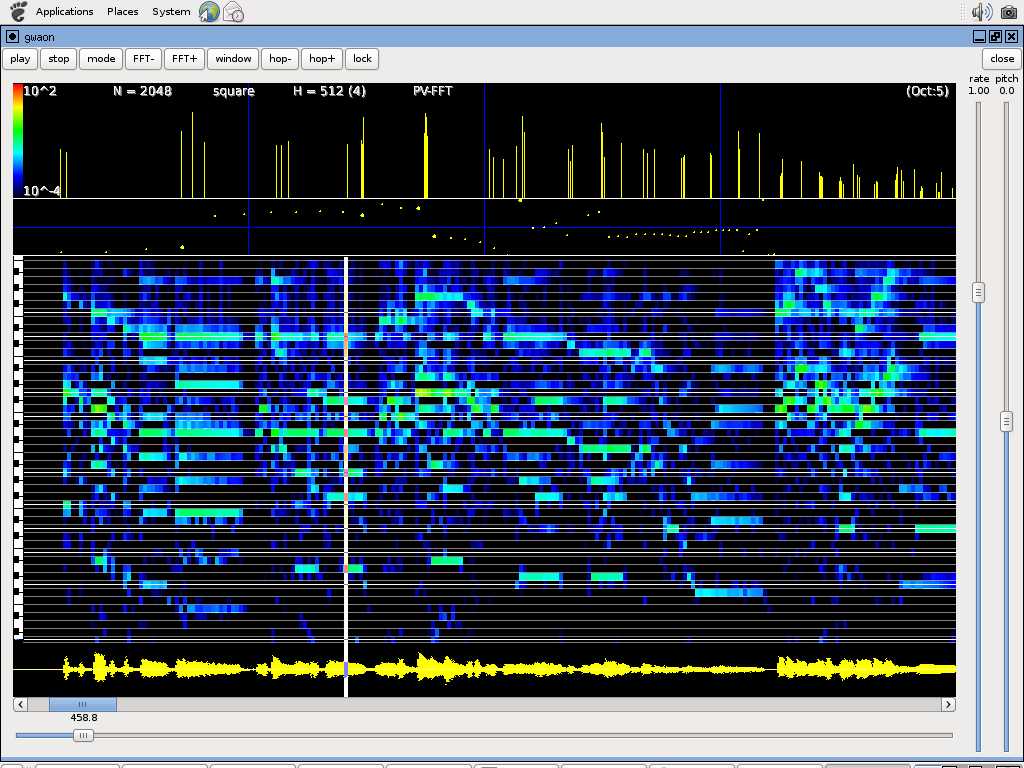 Applications Places System
gwaon
play stop mode FFT- FFT+ window hop- hop+ lock close
rate pitch
1.00 0.0
10^2 N = 2048 square H = 512 (4) PV-FFT (Oct:5)
10^-4
458.8